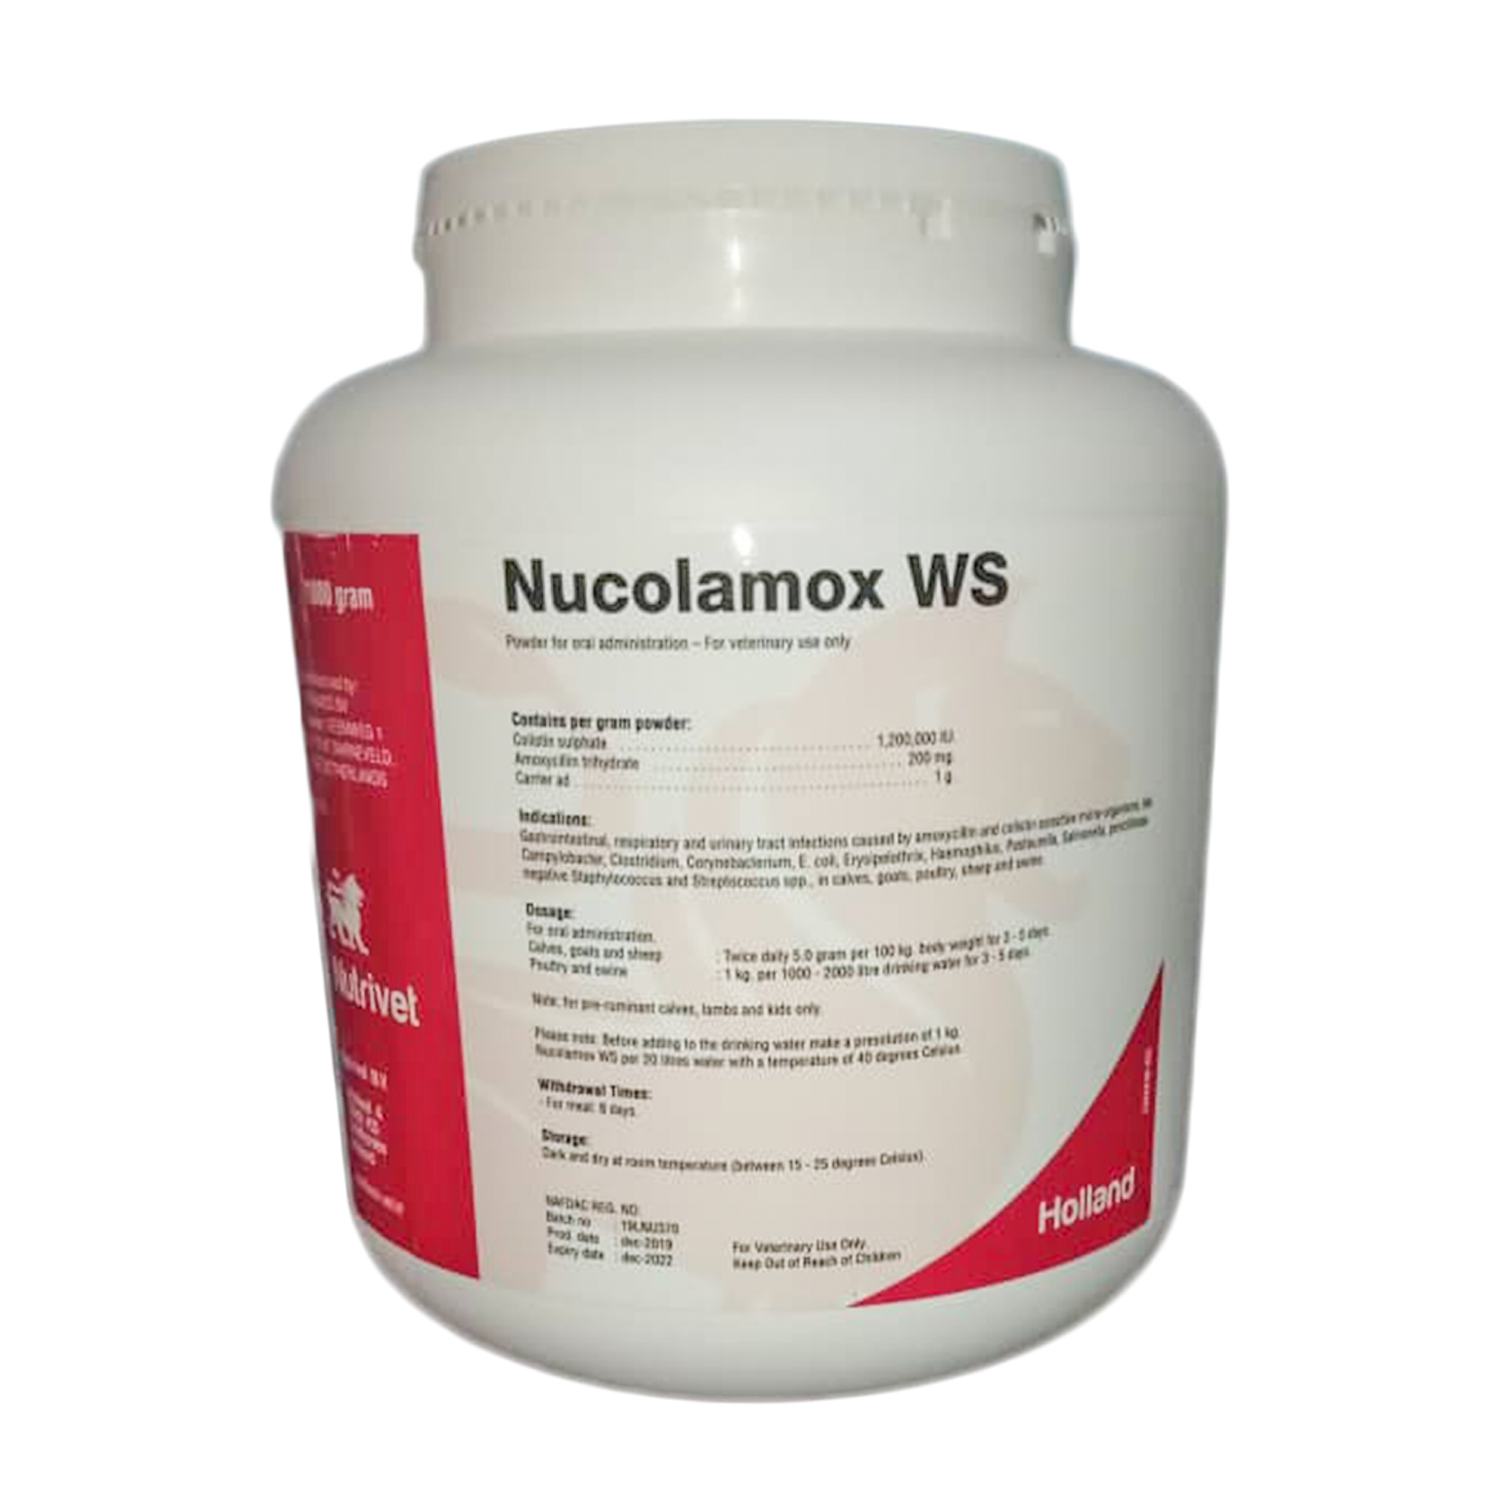 1000 gram
Nutrivet
Nucolamox WS
Powder for oral administration – For veterinary use only
Contains per gram powder:
Colistin sulphate 1,200,000 IU
Amoxycillin trihydrate 200 mg
Carrier ad 1 g
Indications:
Gastrointestinal, respiratory and urinary tract infections caused by amoxycillin and colistin sensitive micro-organisms, like
Campylobacter, Clostridium, Corynebacterium, E. coli, Erysipelothrix, Haemophilus, Pasteurella, Salmonella, penicillinase
negative Staphylococcus and Streptococcus spp., in calves, goats, poultry, sheep and swine.
Dosage:
For oral administration.
Calves, goats and sheep : Twice daily 5.0 gram per 100 kg. body weight for 3 - 5 days.
Poultry and swine : 1 kg. per 1000 - 2000 litre drinking water for 3 - 5 days.
Note: for pre-ruminant calves, lambs and kids only.
Please note: Before adding to the drinking water make a presolution of 1 kg.
Nucolamox WS per 20 litres water with a temperature of 40 degrees Celsius.
Withdrawal Times:
- For meat: 8 days.
Storage:
Dark and dry at room temperature (between 15 - 25 degrees Celsius).
NAFDAC REG. NO:
Batch no :
Prod. date : dec-2019
Expiry date : dec-2022
For Veterinary Use Only.
Keep Out of Reach of Children
Holland